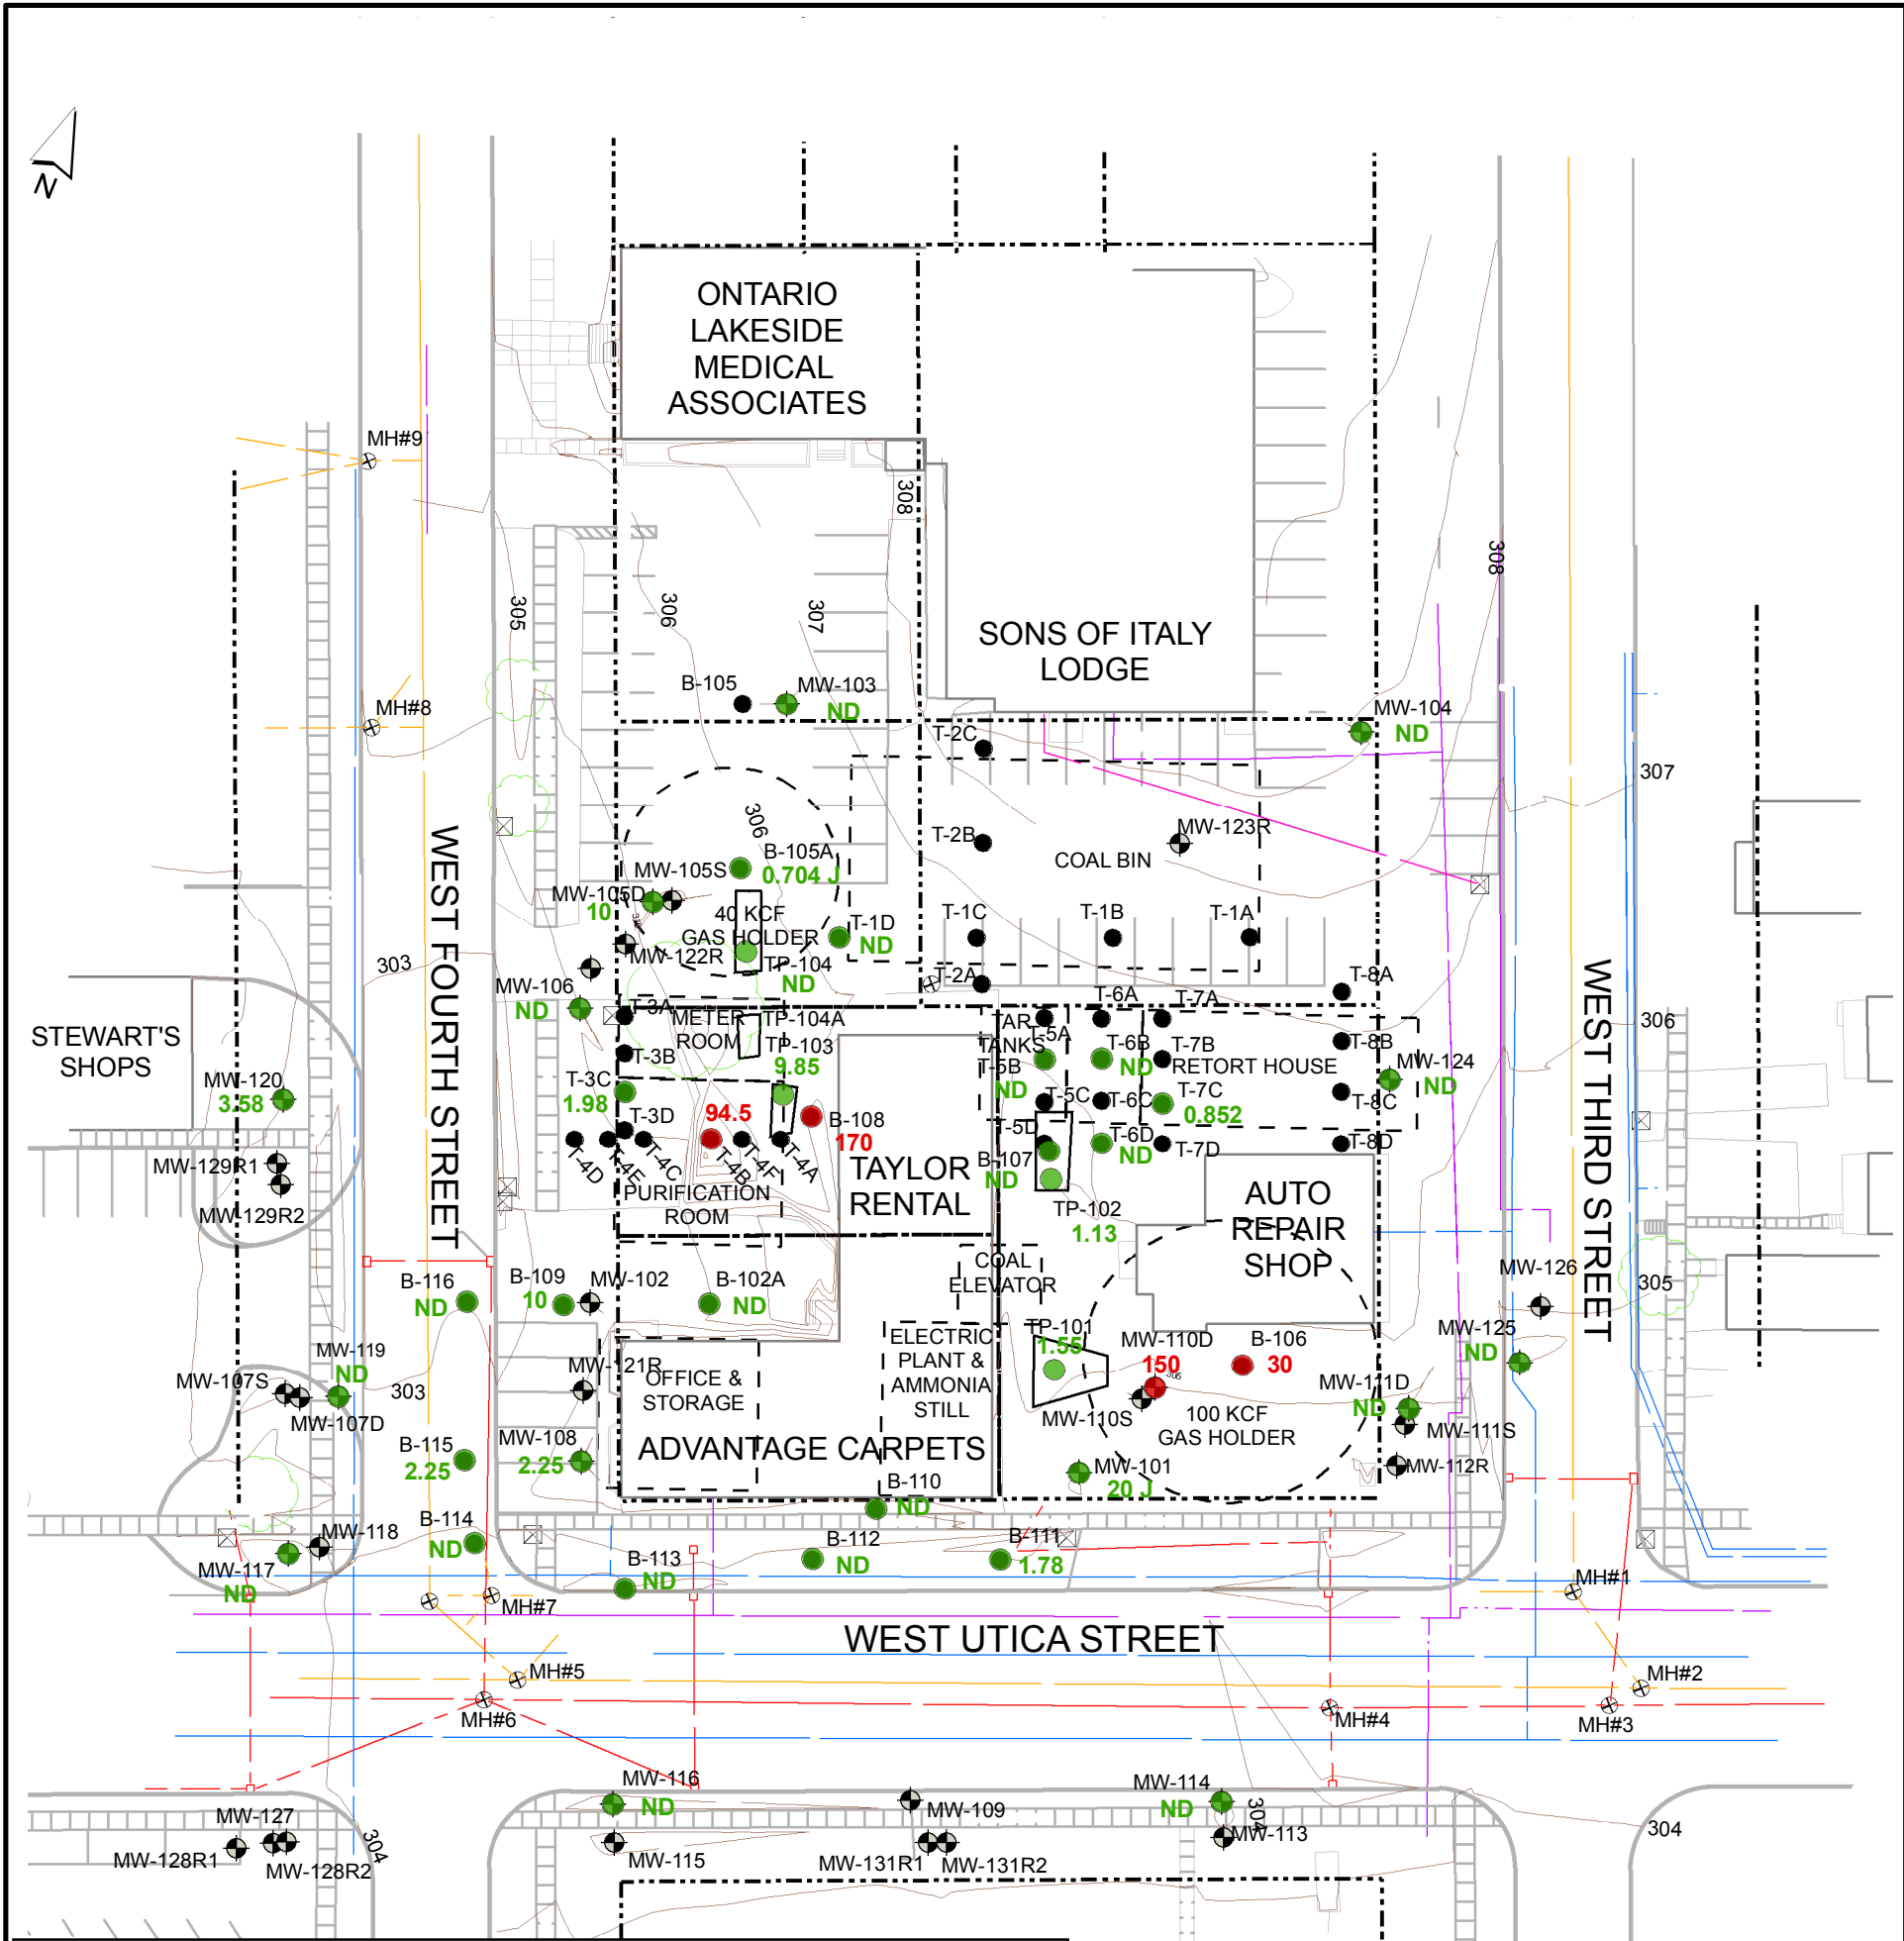 N
ONTARIO
LAKESIDE
MEDICAL
ASSOCIATES
MH#9
308
308
305
306
307
SONS OF ITALY
LODGE
B-105
MW-103
ND
MW-104
ND
MH#8
T-2C
307
WEST FOURTH STREET
306
T-2B
MW-123R
COAL BIN
B-105A
0.704 J
MW-105S
MW-105D
10
40 KCF
GAS HOLDER
T-1D
ND
T-1C
T-1B
T-1A
MW-122R
TP-104
ND
303
T-2A
T-8A
WEST THIRD STREET
MW-106
ND
T-3A
METER
ROOM
TP-104A
TAR
TANKS
T-5A
T-6A
T-7A
306
STEWART'S
SHOPS
T-3B
TP-103
9.85
T-5B
ND
T-6B
ND
T-7B
RETORT HOUSE
T-8B
MW-124
ND
MW-120
3.58
T-3C
1.98
T-5C
T-6C
T-7C
0.852
T-8C
T-3D
94.5
B-108
170
T-5D
T-6D
ND
T-7D
T-8D
MW-129R1
MW-129R2
T-4D
T-4E
T-4C
T-4B
T-4F
T-4A
PURIFICATION
ROOM
TAYLOR
RENTAL
B-107
ND
TP-102
1.13
AUTO
REPAIR
SHOP
COAL
ELEVATOR
MW-126
305
B-116
ND
B-109
10
MW-102
B-102A
ND
MW-119
ND
MW-107S
MW-107D
303
MW-121R
OFFICE &
STORAGE
ELECTRIC
PLANT &
AMMONIA
STILL
TP-101
1.55
MW-110D
150
306
B-106
30
MW-125
ND
MW-111D
ND
MW-110S
100 KCF
GAS HOLDER
MW-111S
B-115
2.25
MW-108
2.25
ADVANTAGE CARPETS
MW-101
20 J
MW-112R
B-110
ND
B-114
ND
MW-118
MW-117
ND
B-113
ND
B-112
ND
B-111
1.78
MH#7
MH#1
WEST UTICA STREET
MH#5
MH#2
MH#6
MH#4
MH#3
MW-116
ND
MW-109
MW-114
ND
304
MW-113
304
MW-127
304
MW-128R1
MW-128R2
MW-115
MW-131R1
MW-131R2